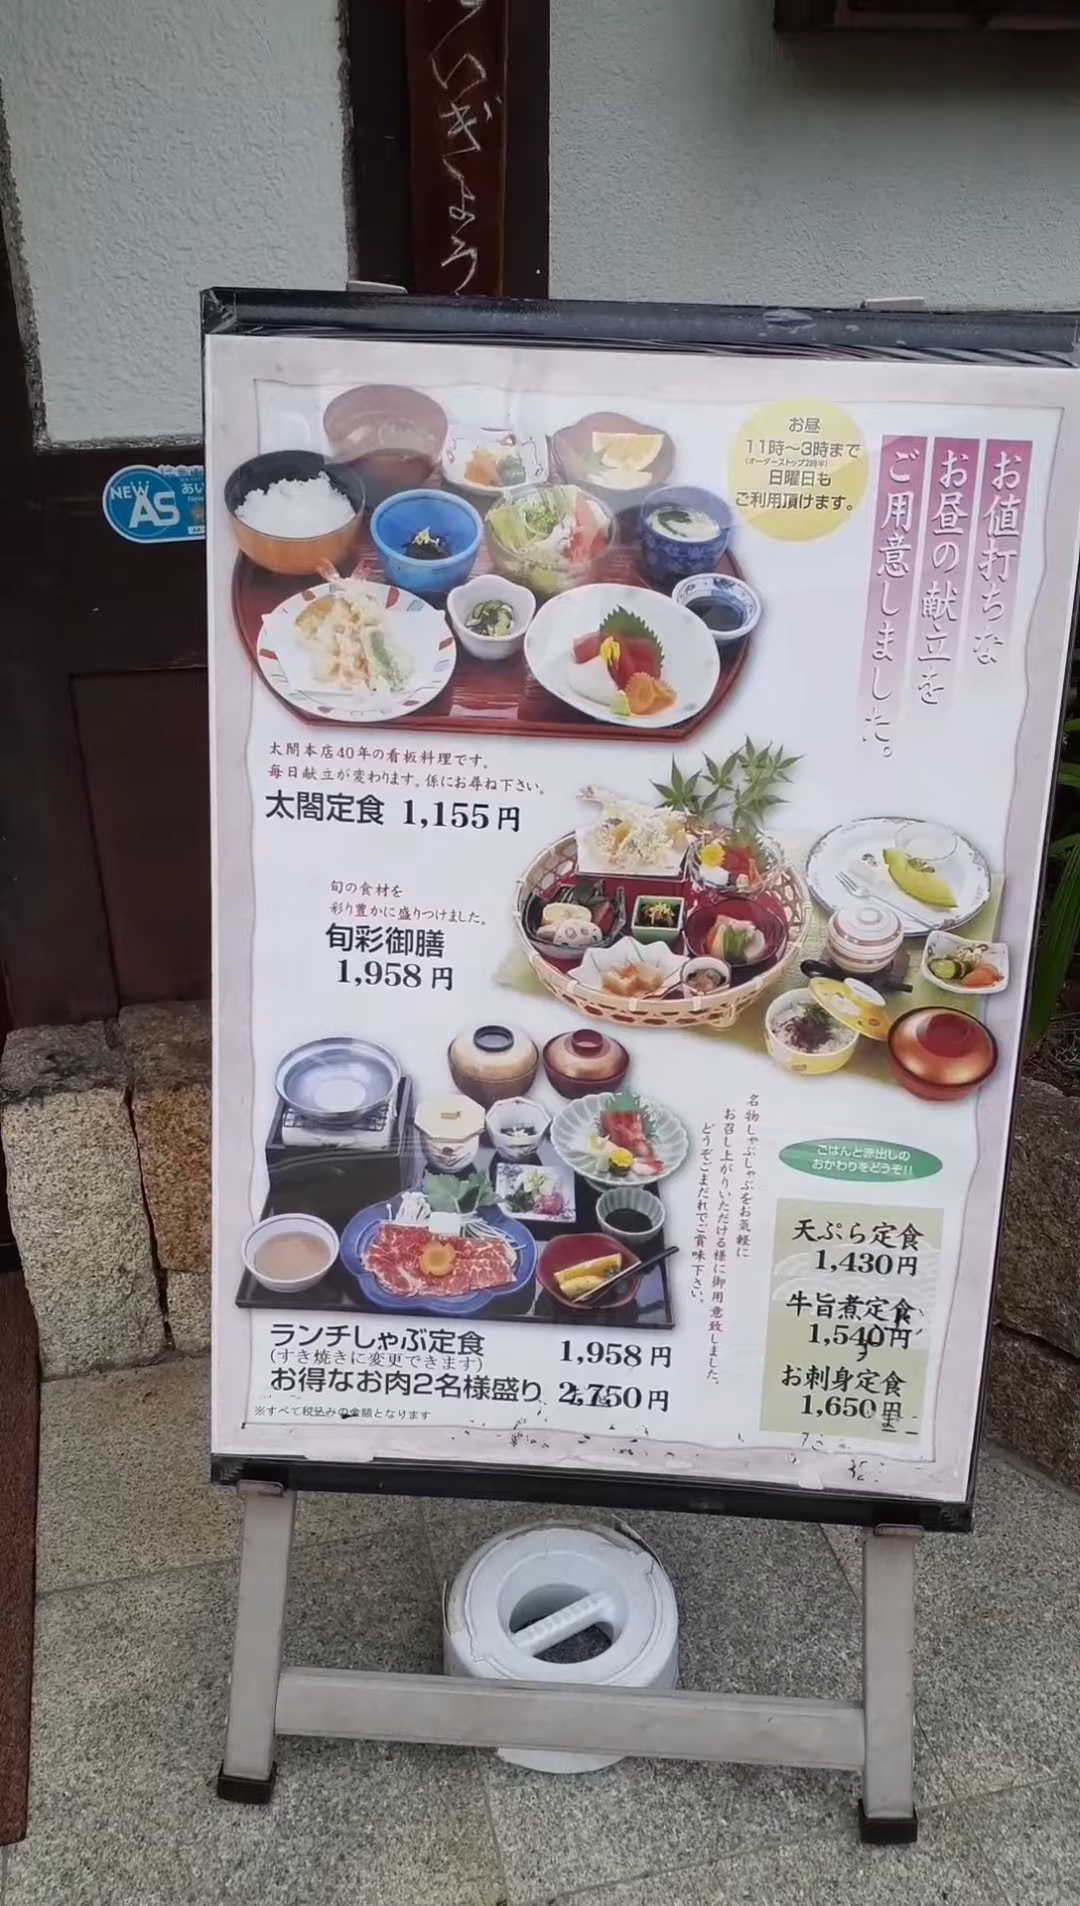 いぎょう
NEW
AS
あい
お昼
11時〜3時まで
(オーダーストップ2時半)
日曜日も
ご利用頂けます。
お値打ちな
お昼の献立を
ご用意しました。
太閤本店40年の看板料理です。
毎日献立が変わります。係にお尋ね下さい。
太閤定食 1,155円
旬の食材を
彩り豊かに盛りつけました。
旬彩御膳
1,958円
名物しゃぶしゃぶをお気軽に
お召し上がりいただける様に御用意致しました。
どうぞごまだれでご賞味下さい。
ごはんと赤出しの
おかわりをどうぞ!!
天ぷら定食
1,430円
牛旨煮定食
1,540円
お刺身定食
1,650円
ランチしゃぶ定食 1,958円
(すき焼きに変更できます)
お得なお肉2名様盛り 2,750円
※すべて税込みの金額となります